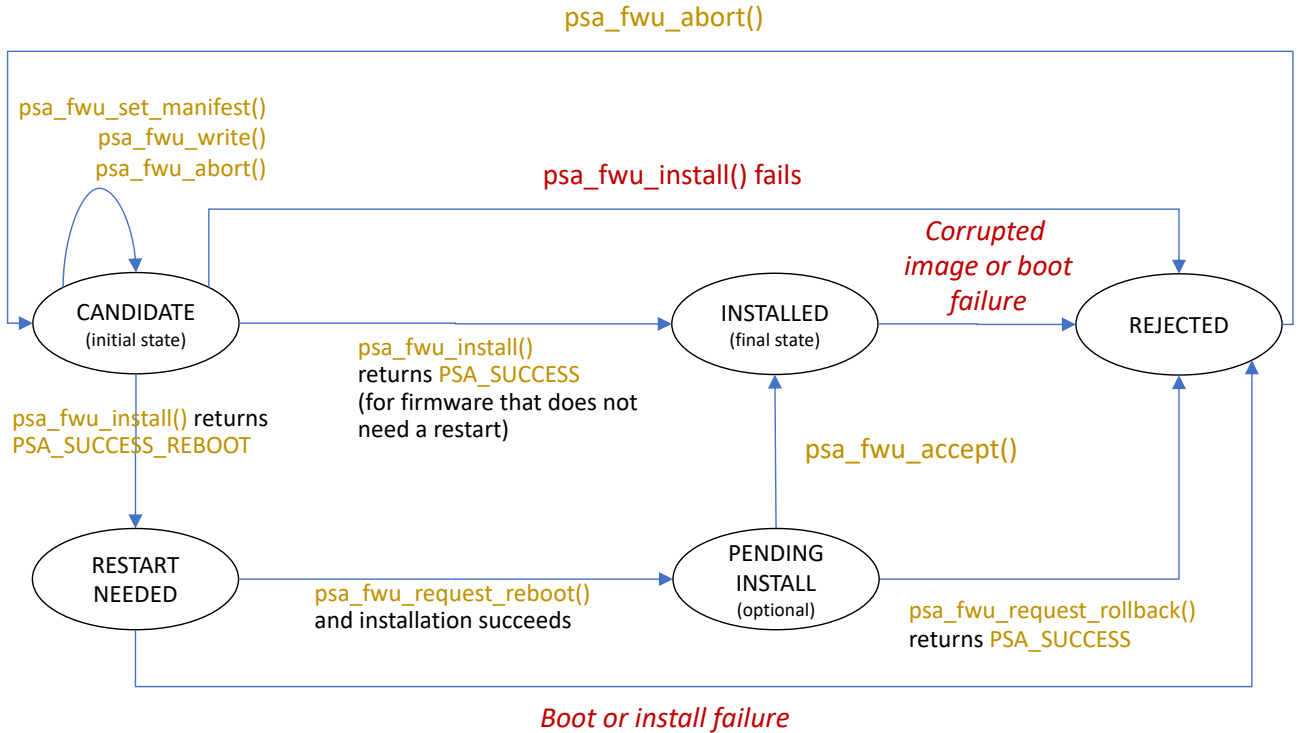 psa_fwu_abort()
psa_fwu_set_manifest()
psa_fwu_write()
psa_fwu_abort()
psa_fwu_install() fails
Corrupted
image or boot
failure
CANDIDATE
(initial state)
INSTALLED
(final state)
REJECTED
psa_fwu_install()
returns PSA_SUCCESS
(for firmware that does not
need a restart)
psa_fwu_install() returns
PSA_SUCCESS_REBOOT
psa_fwu_accept()
RESTART
NEEDED
PENDING
INSTALL
(optional)
psa_fwu_request_reboot()
and installation succeeds
psa_fwu_request_rollback()
returns PSA_SUCCESS
Boot or install failure